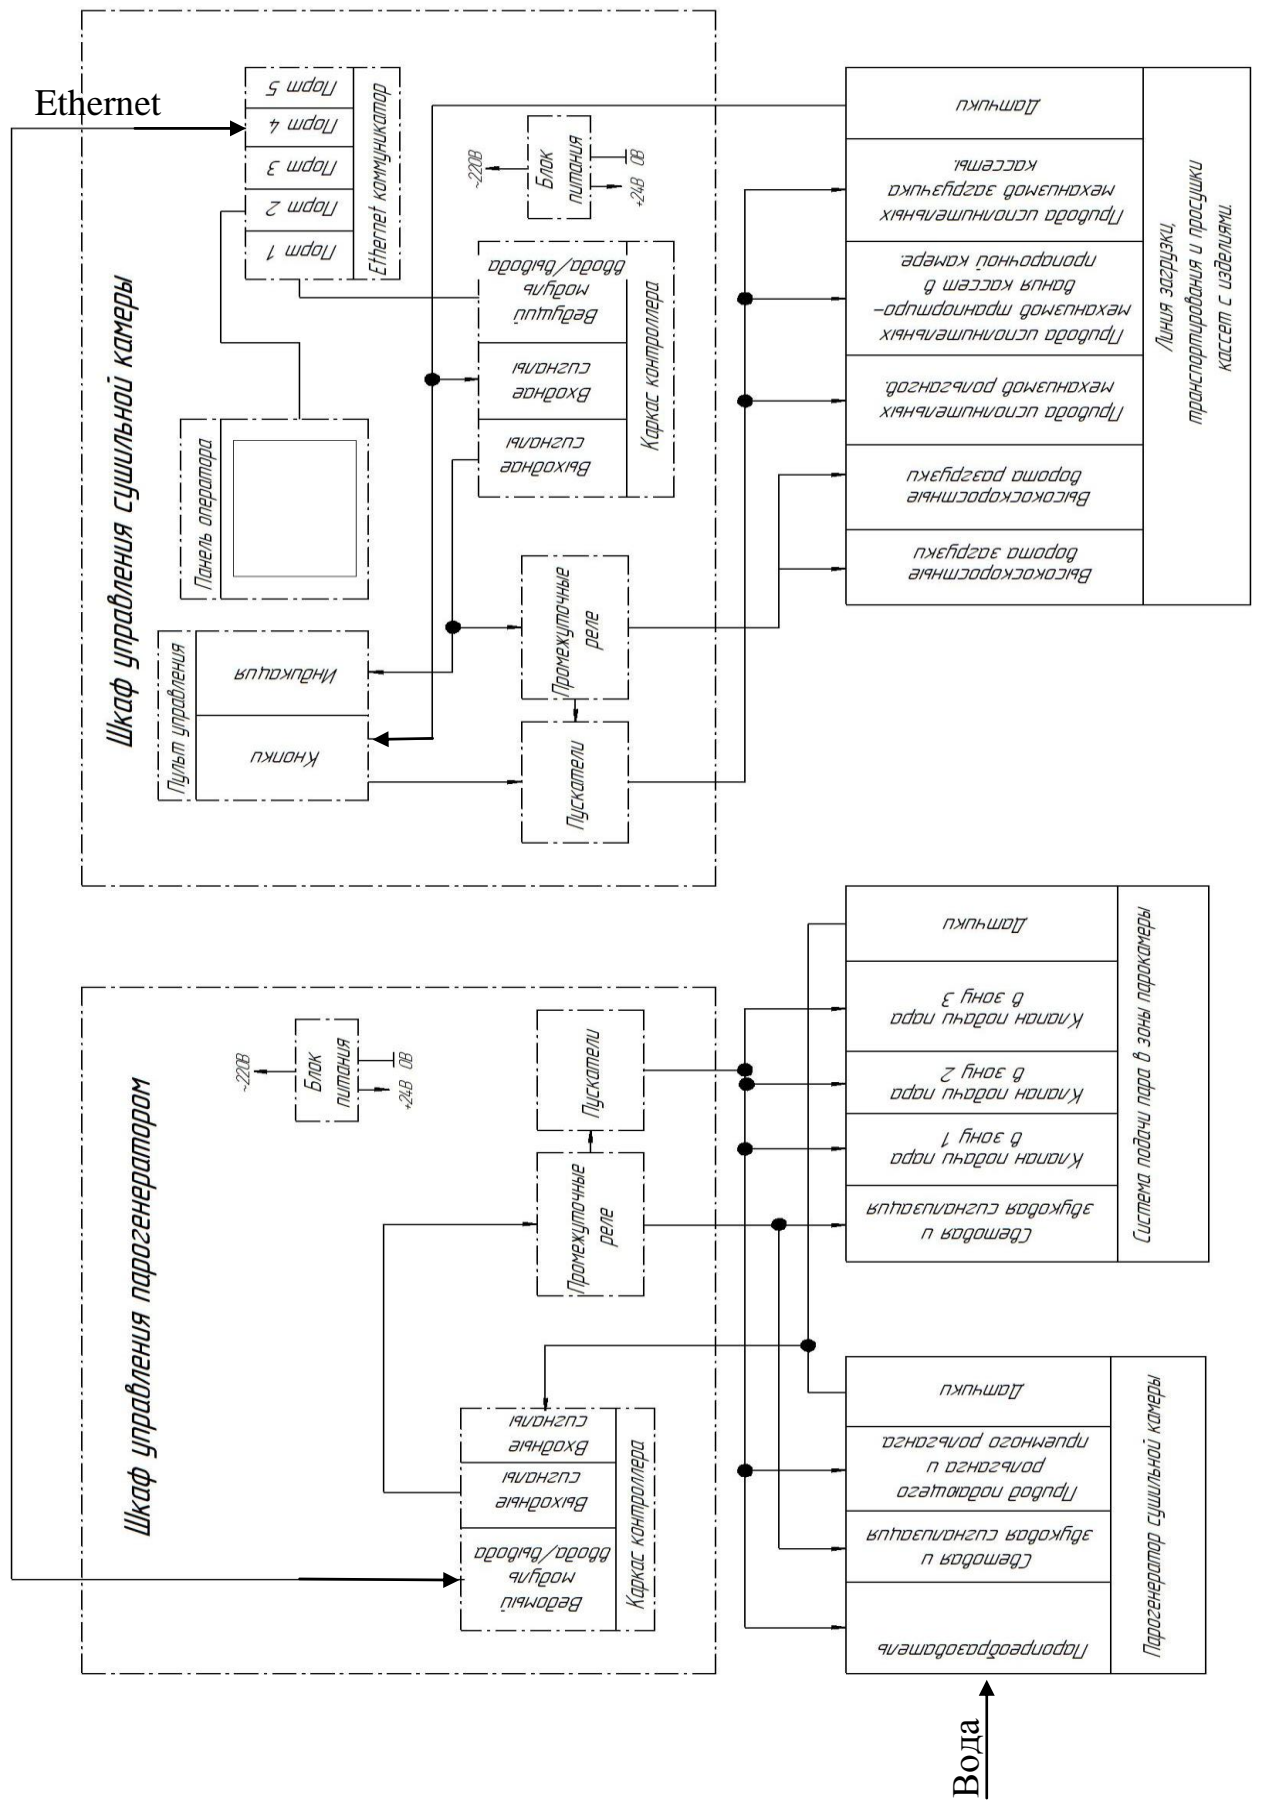 Ethernet
Шкаф управления сушильной камеры
Порт 5
Порт 4
Порт 3
Порт 2
Порт 1
Ethernet коммуникатор
~220В
Блок
питания
+24В
0В
Ведущий
модуль
ввода/вывода
Входнае
сигналы
Выходнае
сигналы
Каркас контроллера
Панель оператора
Пульт управления
Индикация
Кнопки
Промежуточные
реле
Пускатели
Датчики
Привода исполнительных
механизмов загрузчика
кассеты.
Привода исполнительных
механизмов транпортиро-
вания кассет в
пропарочной камере.
Привода исполнительных
механизмов рольгангов.
Высокоскоростные
ворота разгрузки
Высокоскоростные
ворота загрузки
Линия загрузки,
транспортирования и просушки
кассет с изделиями.
Шкаф управления парогенератором
~220В
Блок
питания
+24В
0В
Пускатели
Промежуточные
реле
Входные
сигналы
Выходные
сигналы
Ведомый
модуль
ввода/вывода
Каркас контроллера
Датчики
Клапан подачи пара
в зону 3
Клапан подачи пара
в зону 2
Клапан подачи пара
в зону 1
Световая и
звуковая сигнализация
Система подачи пара в зоны парокамеры
Датчики
Привод подающего
рольганга и
приемного рольганга.
Световая и
звуковая сигнализация
Паропреобразователь
Парогенератор сушильной камеры
Вода